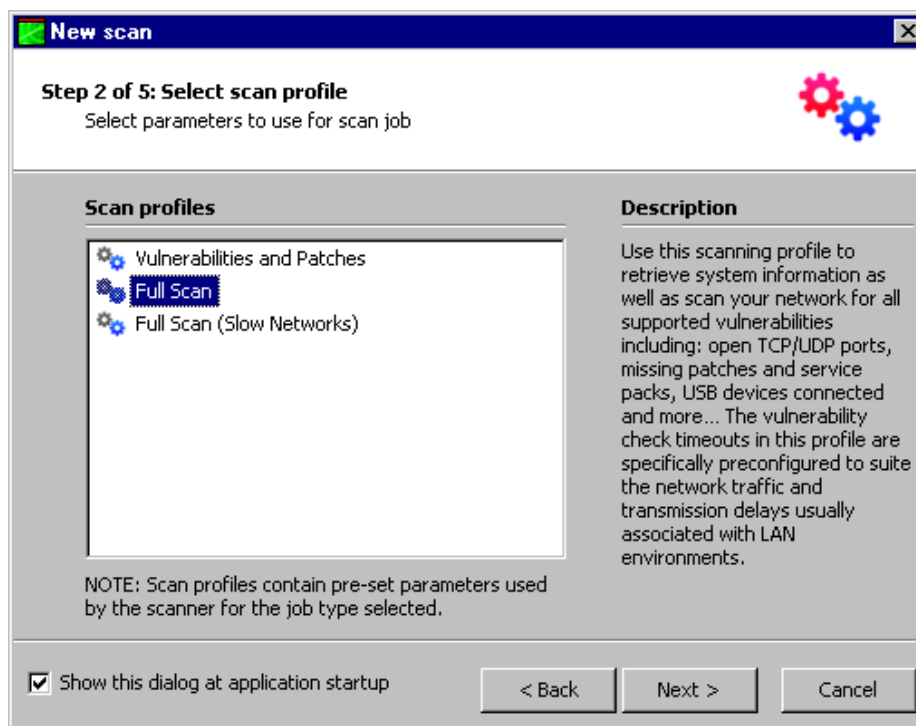 New scan
Step 2 of 5: Select scan profile
Select parameters to use for scan job
Scan profiles
Vulnerabilities and Patches
Full Scan
Full Scan (Slow Networks)
NOTE: Scan profiles contain pre-set parameters used
by the scanner for the job type selected.
Description
Use this scanning profile to
retrieve system information as
well as scan your network for all
supported vulnerabilities
including: open TCP/UDP ports,
missing patches and service
packs, USB devices connected
and more... The vulnerability
check timeouts in this profile are
specifically preconfigured to suite
the network traffic and
transmission delays usually
associated with LAN
environments.
Show this dialog at application startup
< Back
Next >
Cancel